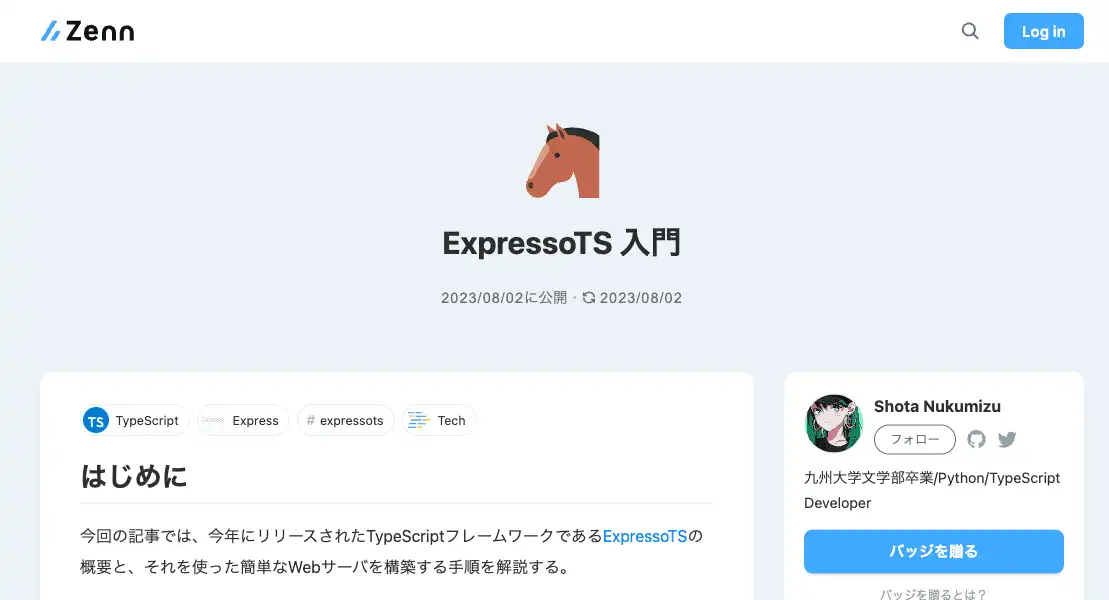 Zenn
Log in
ExpressoTS 入門
2023/08/02に公開 · 2023/08/02
TS TypeScript
Express
# expressots
Tech
はじめに
今回の記事では、今年にリリースされたTypeScriptフレームワークであるExpressoTSの
概要と、それを使った簡単なWebサーバを構築する手順を解説する。
Shota Nukumizu
フォロー
九州大学文学部卒業/Python/TypeScript
Developer
バッジを贈る
バッジを贈るとは？